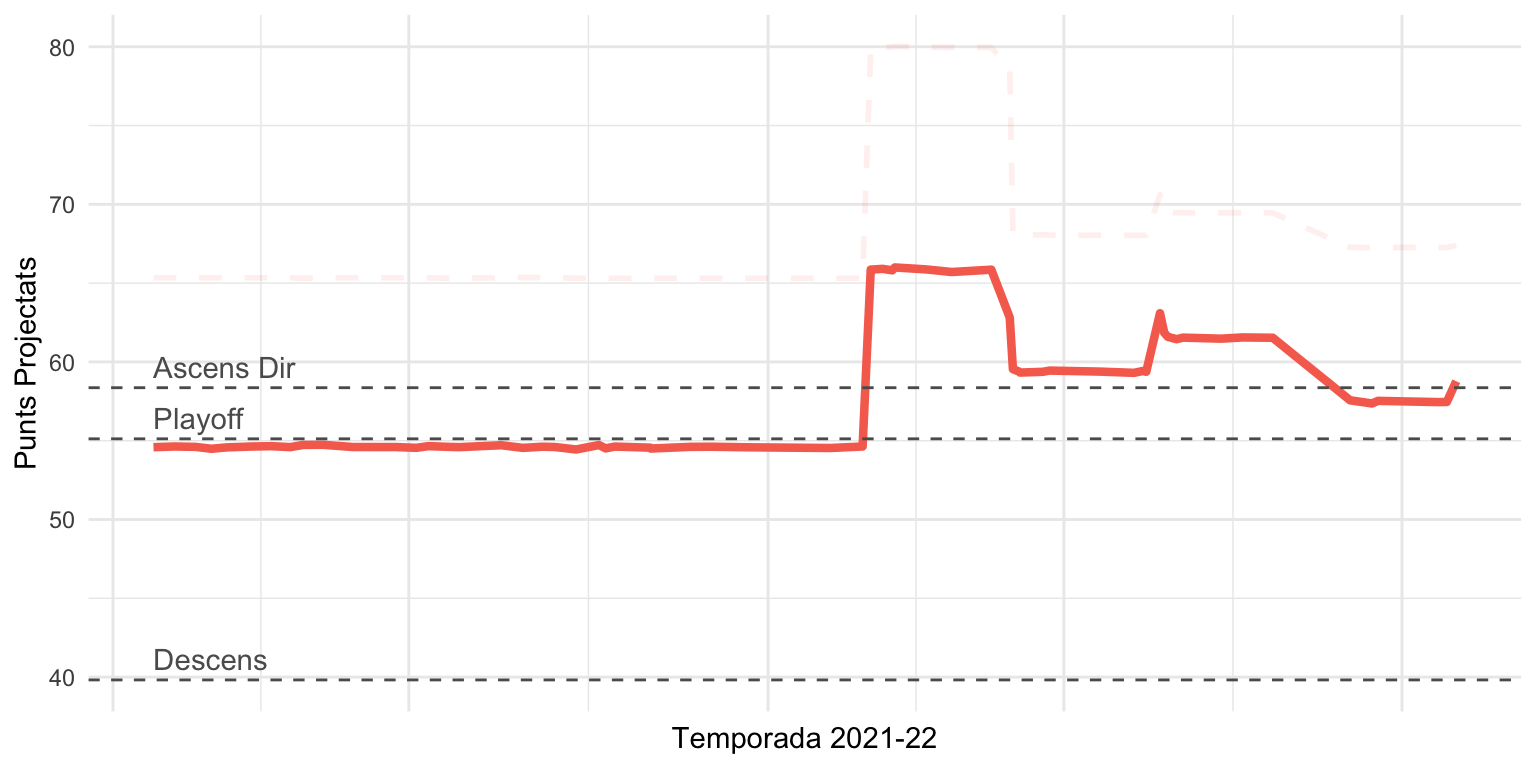 80
70
60
50
40
Punts Projectats
Ascens Dir
Playoff
Descens
Temporada 2021-22